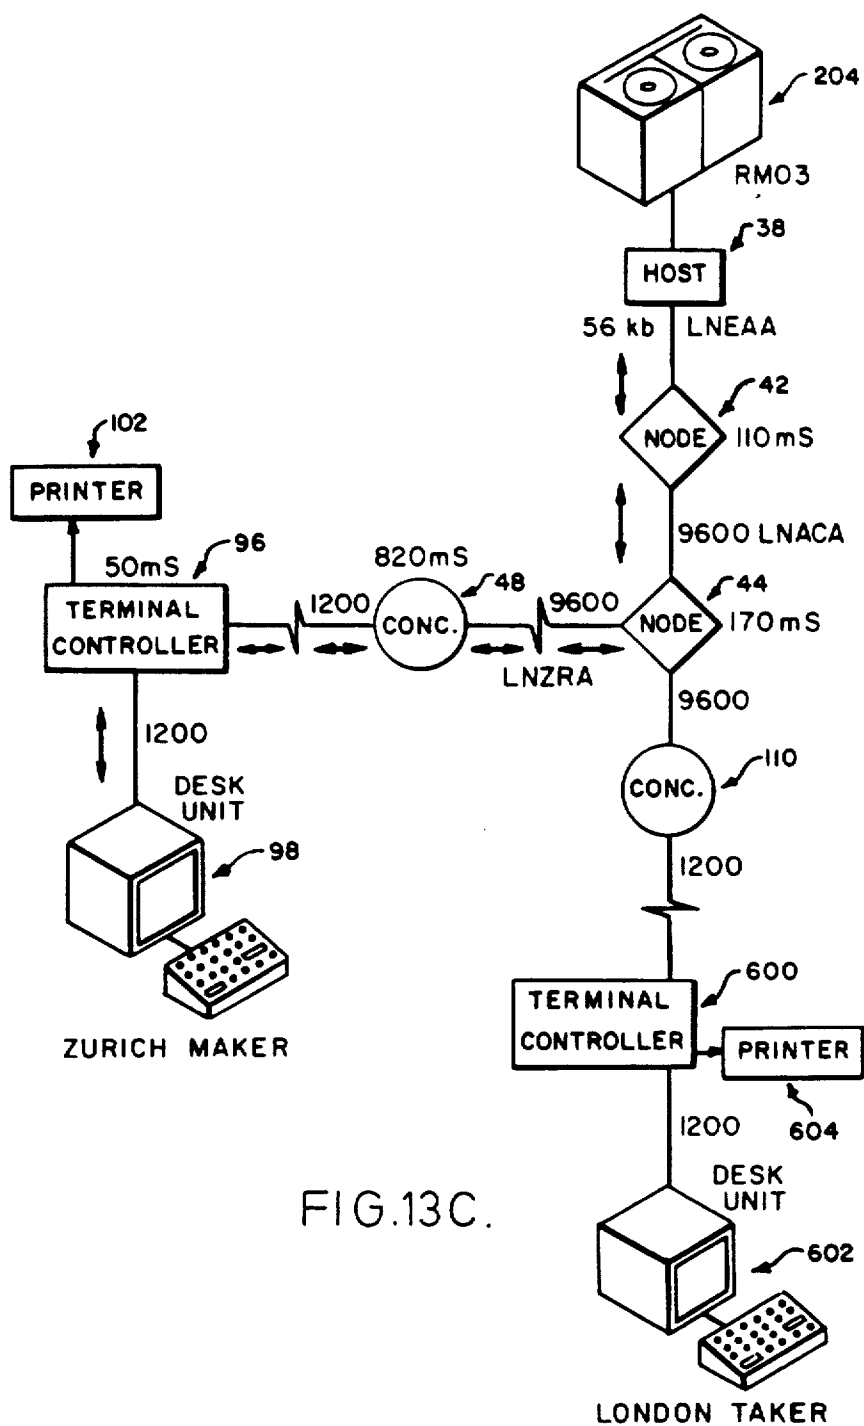 204
RM03
38
HOST
56 kb LNEAA
42
NODE 110mS
102
PRINTER
9600 LNACA
96
50mS
820mS
48
44
TERMINAL
CONTROLLER
1200
CONC.
9600
NODE 170mS
LNZRA
9600
1200
DESK
UNIT
110
CONC.
98
1200
ZURICH MAKER
600
TERMINAL
CONTROLLER
PRINTER
604
1200
DESK
UNIT
FIG.13C.
602
LONDON TAKER